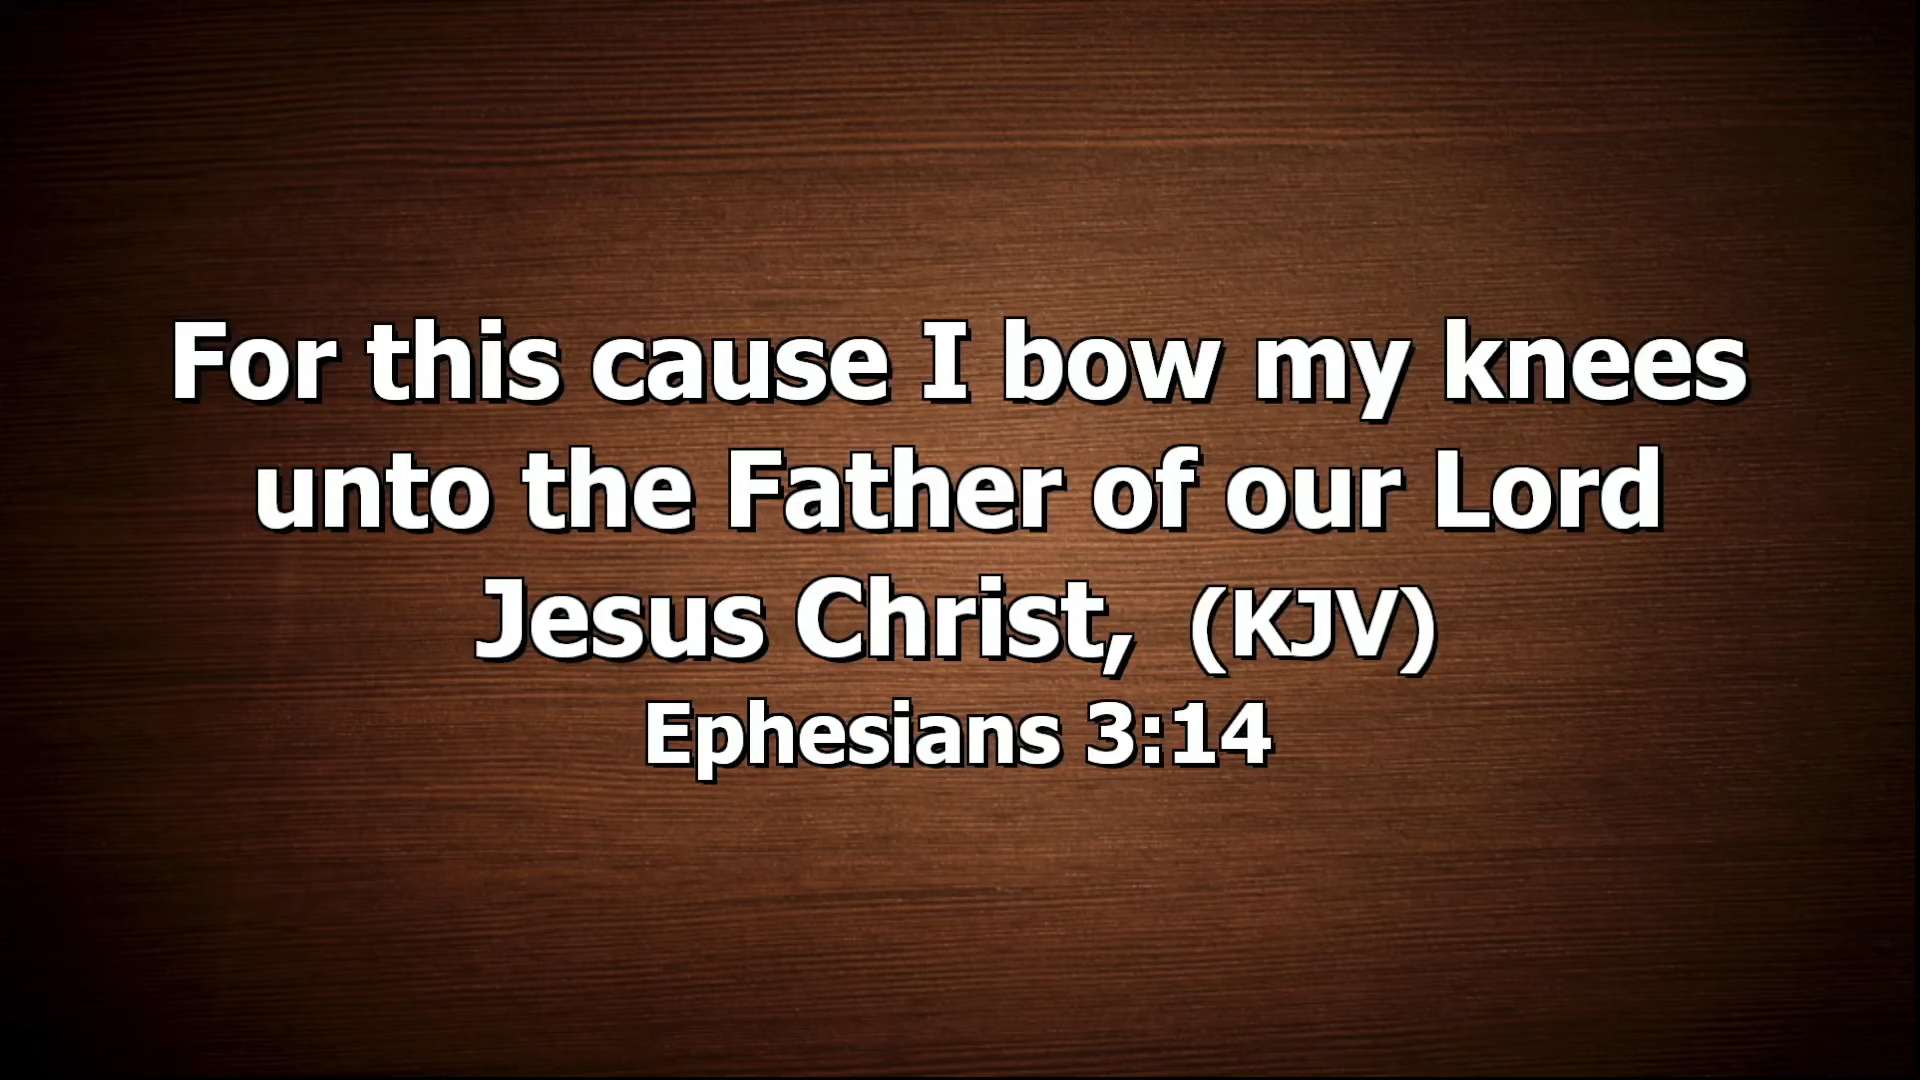 For this cause I bow my knees
unto the Father of our Lord
Jesus Christ, (KJV)
Ephesians 3:14